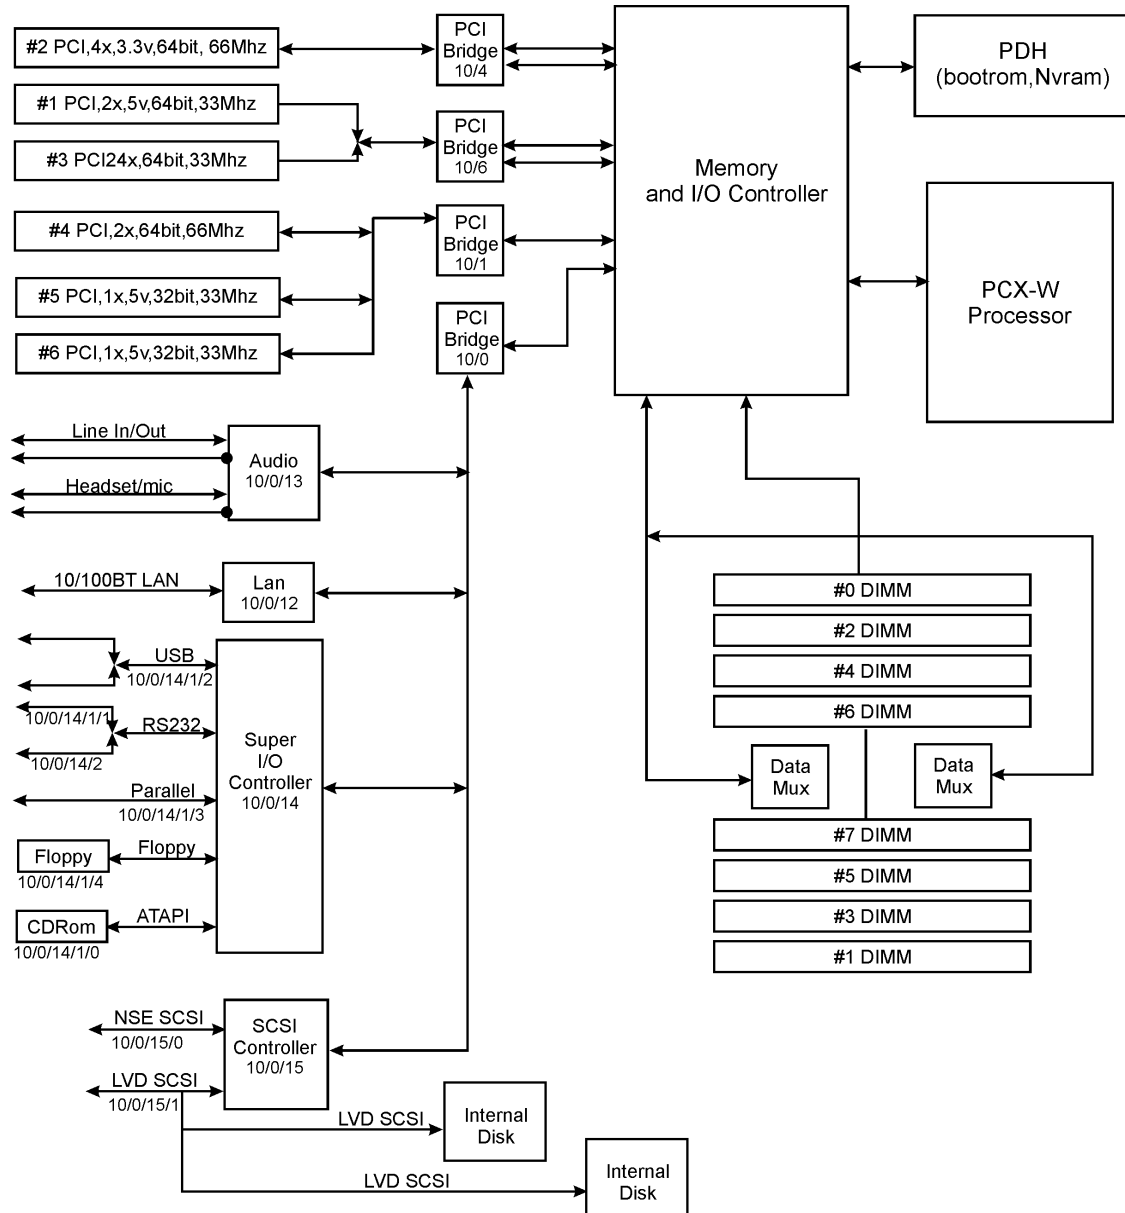 #2 PCI,4x,3.3v,64bit, 66Mhz
#1 PCI,2x,5v,64bit,33Mhz
#3 PCI24x,64bit,33Mhz
#4 PCI,2x,64bit,66Mhz
#5 PCI,1x,5v,32bit,33Mhz
#6 PCI,1x,5v,32bit,33Mhz
PCI
Bridge
10/4
PCI
Bridge
10/6
PCI
Bridge
10/1
PCI
Bridge
10/0
Memory
and I/O Controller
PDH
(bootrom,Nvram)
PCX-W
Processor
Line In/Out
Headset/mic
Audio
10/0/13
10/100BT LAN
Lan
10/0/12
USB
10/0/14/1/2
10/0/14/1/1
RS232
10/0/14/2
Parallel
10/0/14/1/3
Floppy
10/0/14/1/4
Floppy
CDRom
10/0/14/1/0
ATAPI
Super
I/O
Controller
10/0/14
NSE SCSI
10/0/15/0
LVD SCSI
10/0/15/1
SCSI
Controller
10/0/15
LVD SCSI
Internal
Disk
LVD SCSI
Internal
Disk
#0 DIMM
#2 DIMM
#4 DIMM
#6 DIMM
Data
Mux
Data
Mux
#7 DIMM
#5 DIMM
#3 DIMM
#1 DIMM